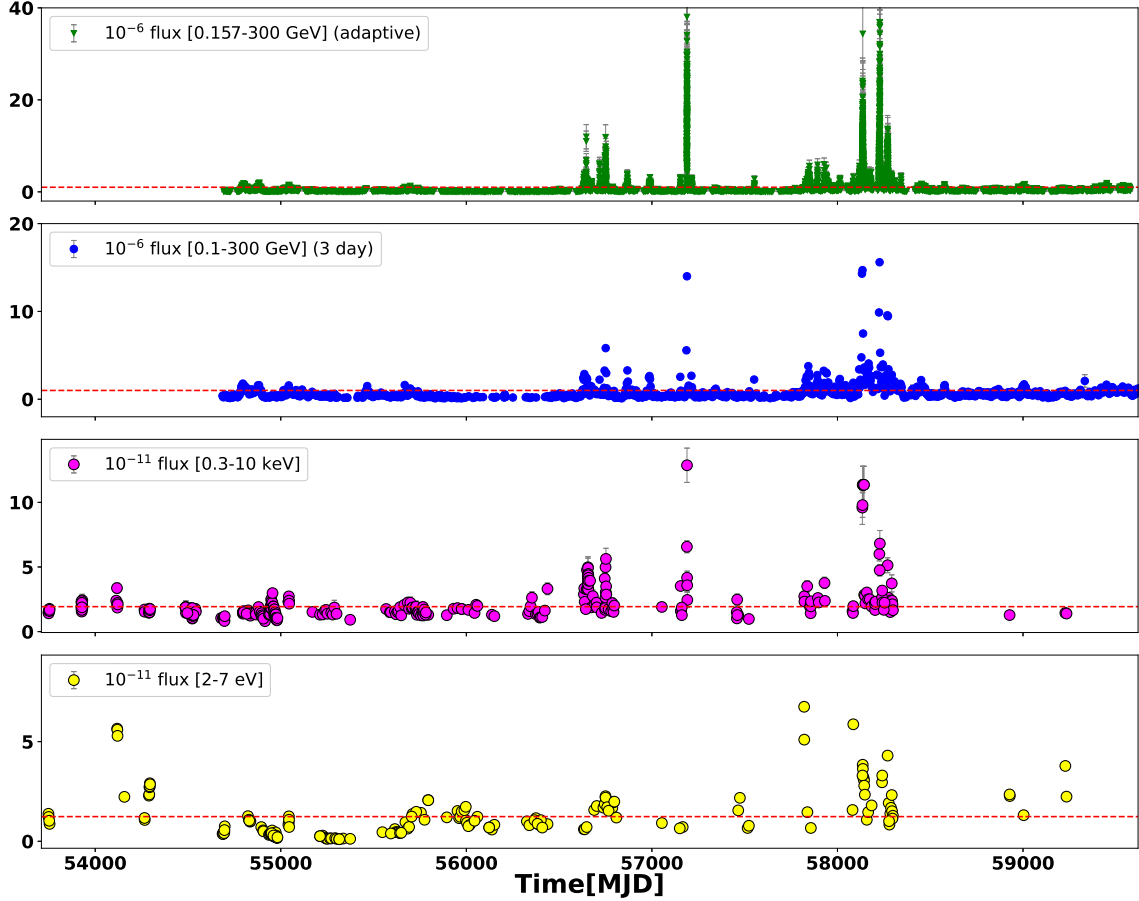 40
20
0
10⁻⁶ flux [0.157-300 GeV] (adaptive)
20
10
0
10⁻⁶ flux [0.1-300 GeV] (3 day)
10
5
0
10⁻¹¹ flux [0.3-10 keV]
5
0
10⁻¹¹ flux [2-7 eV]
54000 55000 56000 57000 58000 59000
Time[MJD]